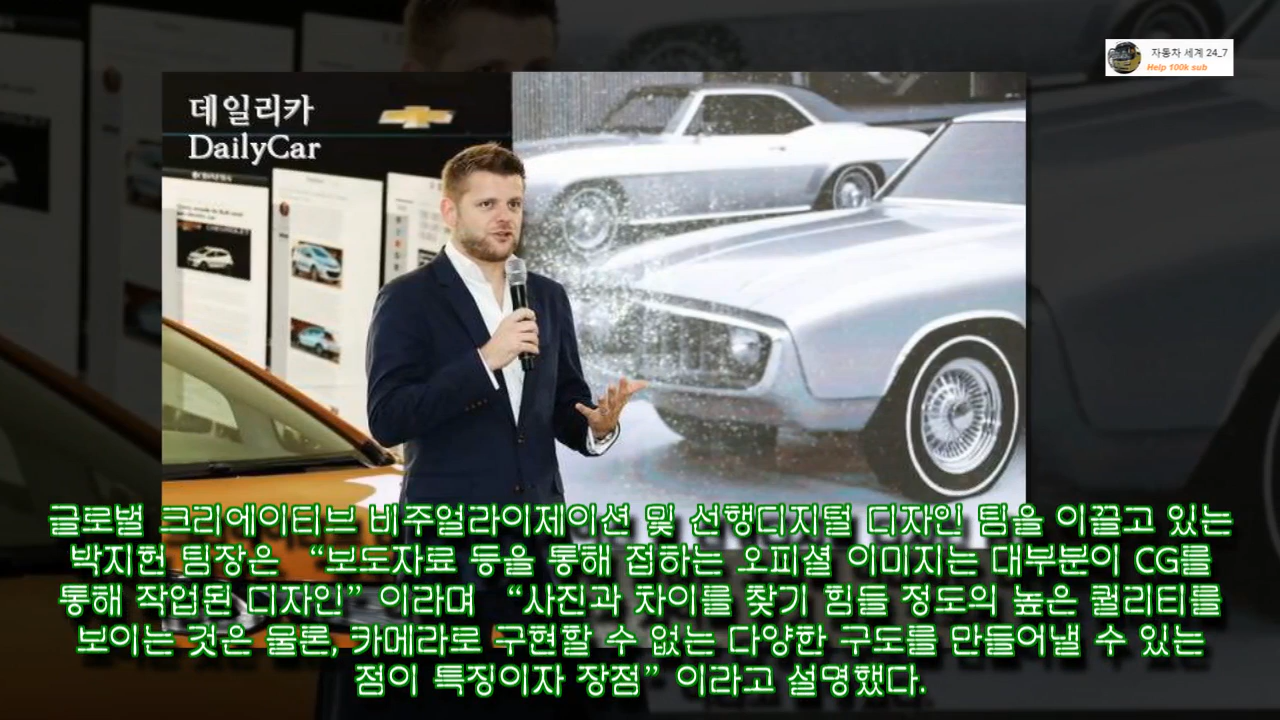 자동차 세계 24_7
Help 100k sub
데일리카
DailyCar
글로벌 크리에이티브 비주얼라이제이션 및 선행디지털 디자인 팀을 이끌고 있는
박지헌 팀장은 “보도자료 등을 통해 접하는 오피셜 이미지는 대부분이 CG를
통해 작업된 디자인” 이라며 “사진과 차이를 찾기 힘들 정도의 높은 퀄리티를
보이는 것은 물론, 카메라로 구현할 수 없는 다양한 구도를 만들어낼 수 있는
점이 특징이자 장점” 이라고 설명했다.